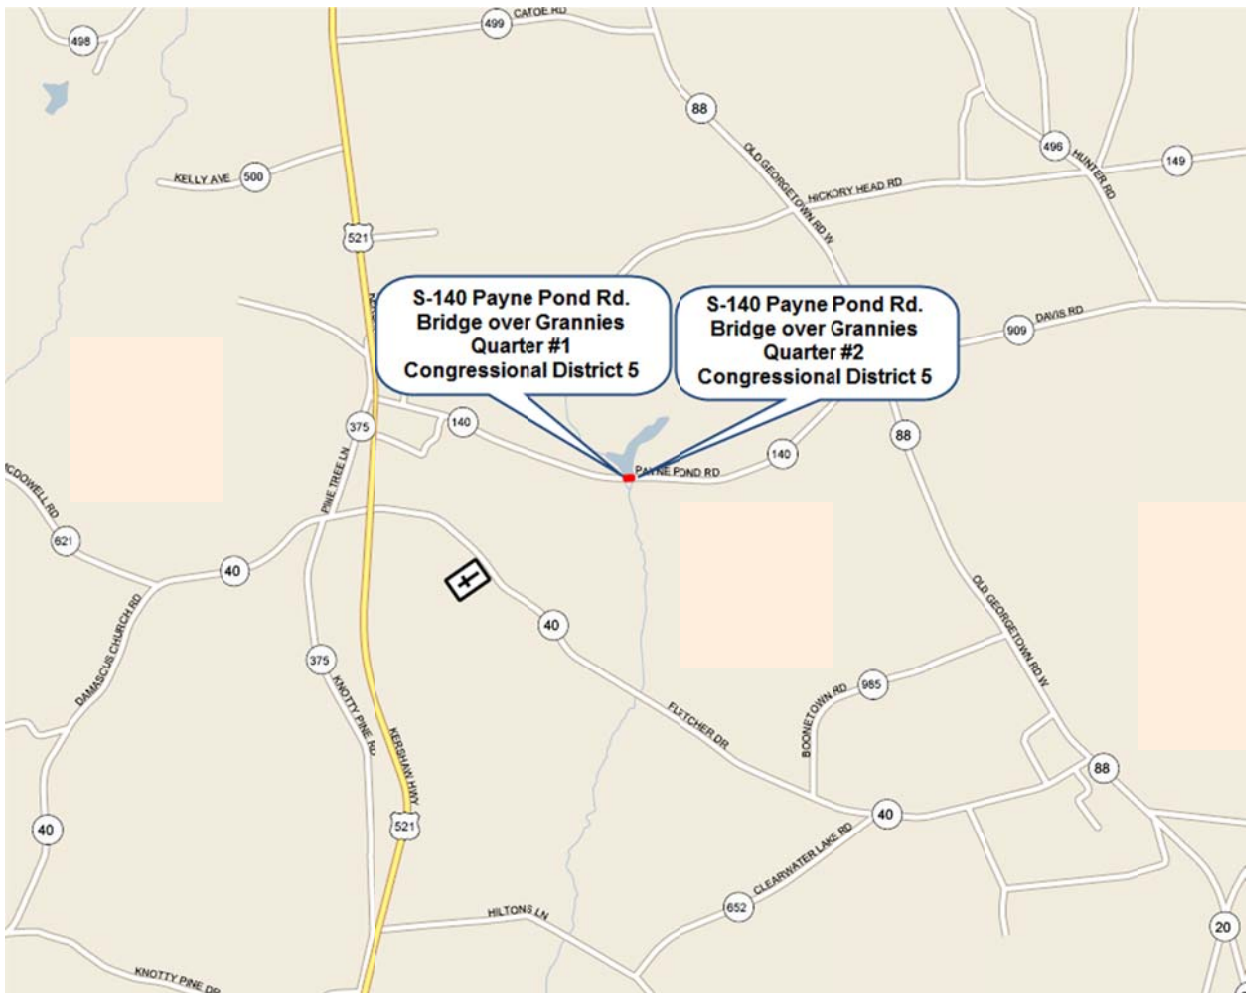 CATOE RD
499
498
88
OLD GEORGETOWN RD W
496
HUNTER RD
149
KELLY AVE
500
HICKORY HEAD RD
521
S-140 Payne Pond Rd.
Bridge over Grannies
Quarter #1
Congressional District 5
S-140 Payne Pond Rd.
Bridge over Grannies
Quarter #2
Congressional District 5
909
DAVIS RD
375
140
88
140
PAYNE POND RD
PINE TREE LN
MCDOWELL RD
621
40
DAMASCUS CHURCH RD
40
OLD GEORGETOWN RD W
375
KNOTTY PINE RD
985
BOONETOWN RD
FLETCHER DR
KERSHAW HWY
88
521
40
40
CLEARWATER LAKE RD
652
HILTONS LN
20
KNOTTY PINE DR